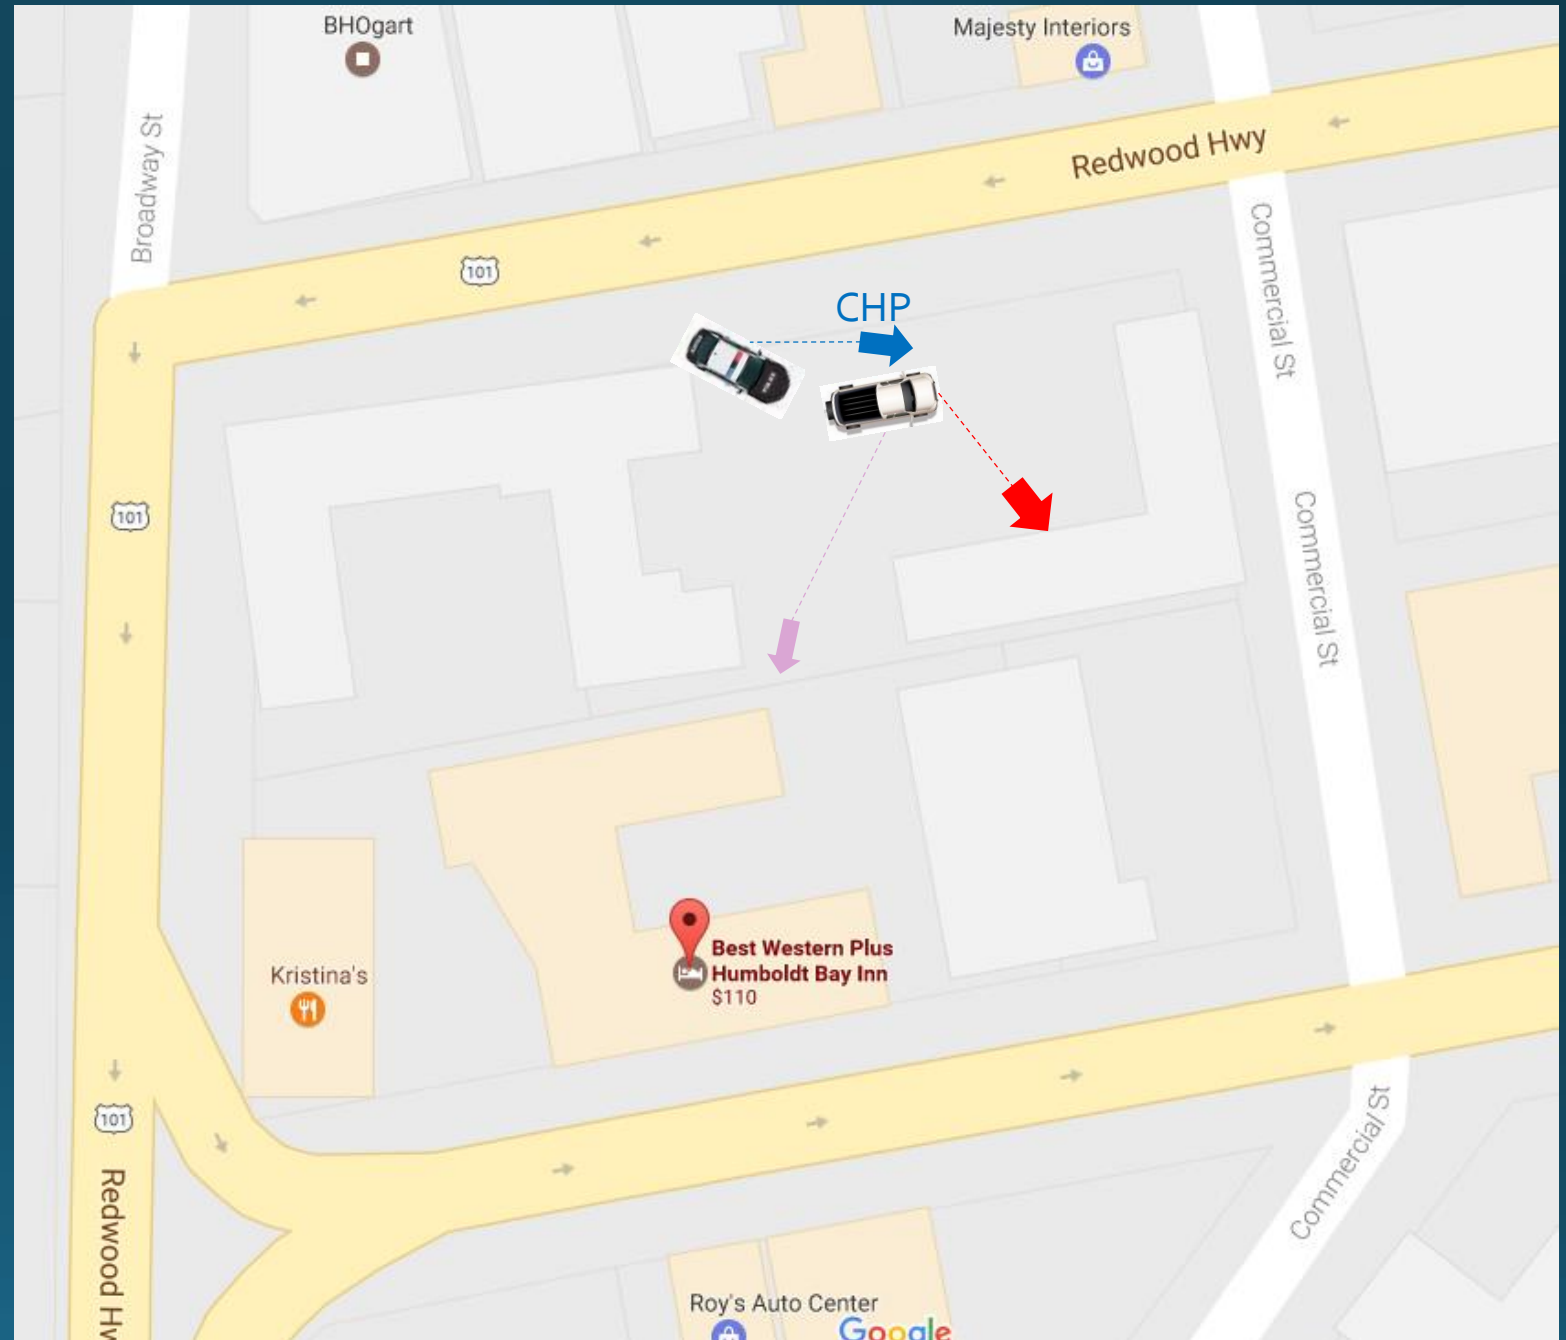 BHOgart
Majesty Interiors
Broadway St
Redwood Hwy
101
CHP
Commercial St
101
Commercial St
Best Western Plus
Humboldt Bay Inn
$110
Kristina's
101
Commercial St
Redwood Hw
Roy's Auto Center
Google